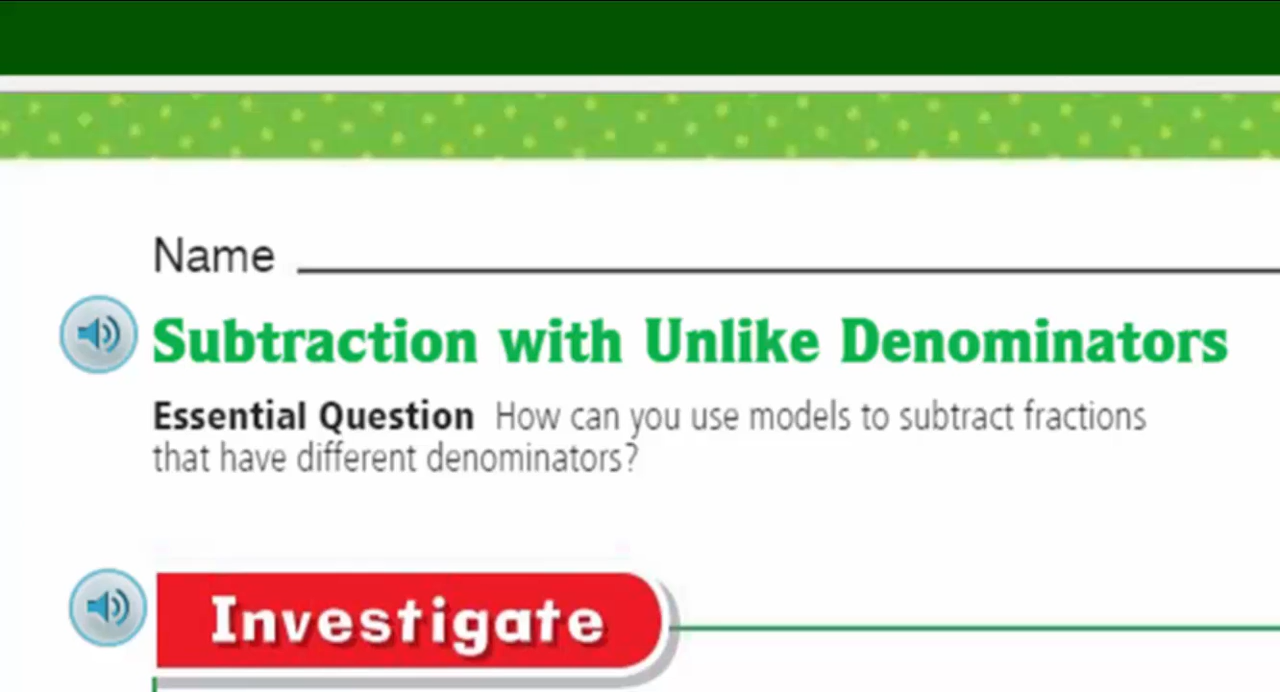 Name
Subtraction with Unlike Denominators
Essential Question How can you use models to subtract fractions
that have different denominators?
Investigate